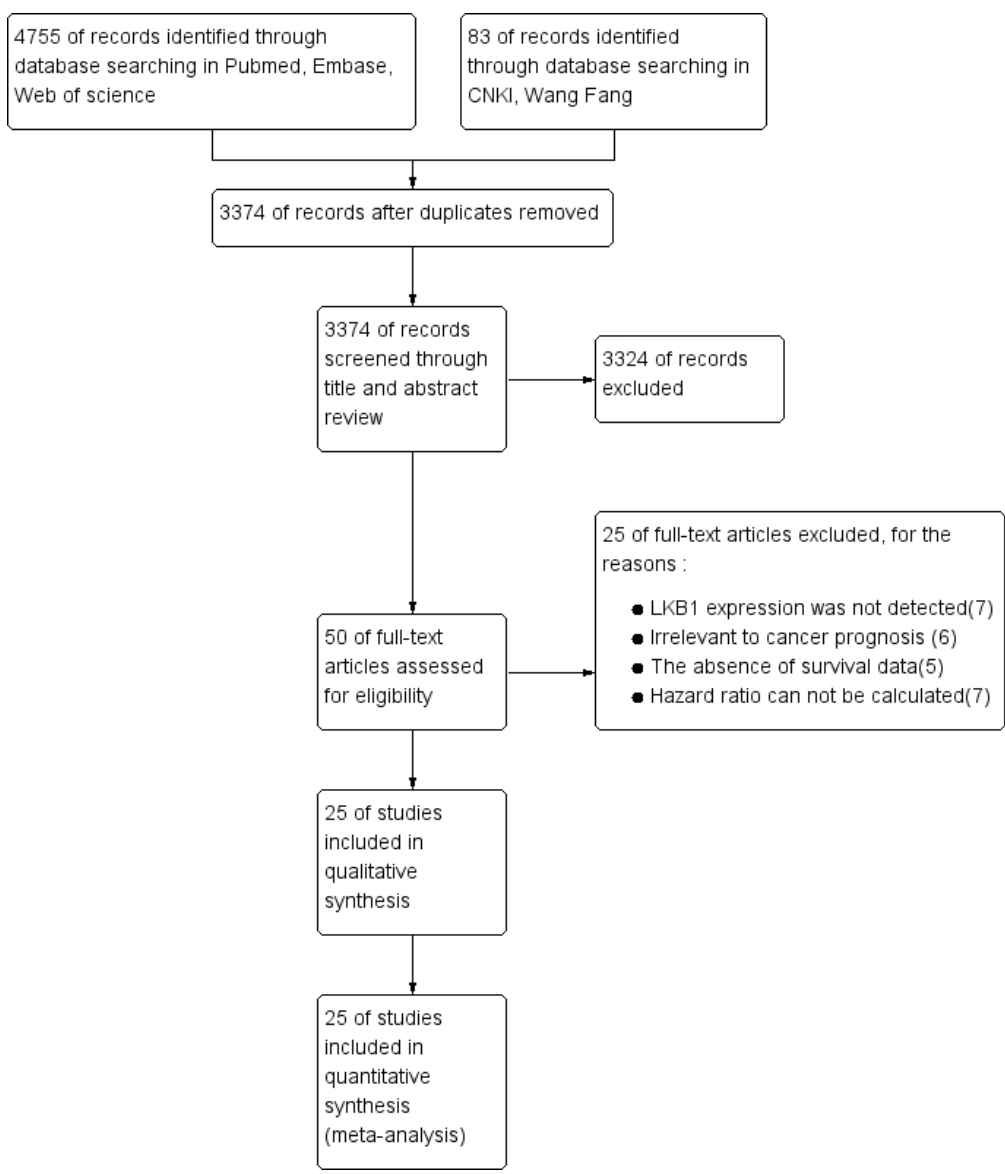 4755 of records identified through
database searching in Pubmed, Embase,
Web of science
83 of records identified
through database searching in
CNKI, Wang Fang
3374 of records after duplicates removed
3374 of records
screened through
title and abstract
review
3324 of records
excluded
25 of full-text articles excluded, for the
reasons :
● LKB1 expression was not detected(7)
● Irrelevant to cancer prognosis (6)
● The absence of survival data(5)
● Hazard ratio can not be calculated(7)
50 of full-text
articles assessed
for eligibility
25 of studies
included in
qualitative
synthesis
25 of studies
included in
quantitative
synthesis
(meta-analysis)